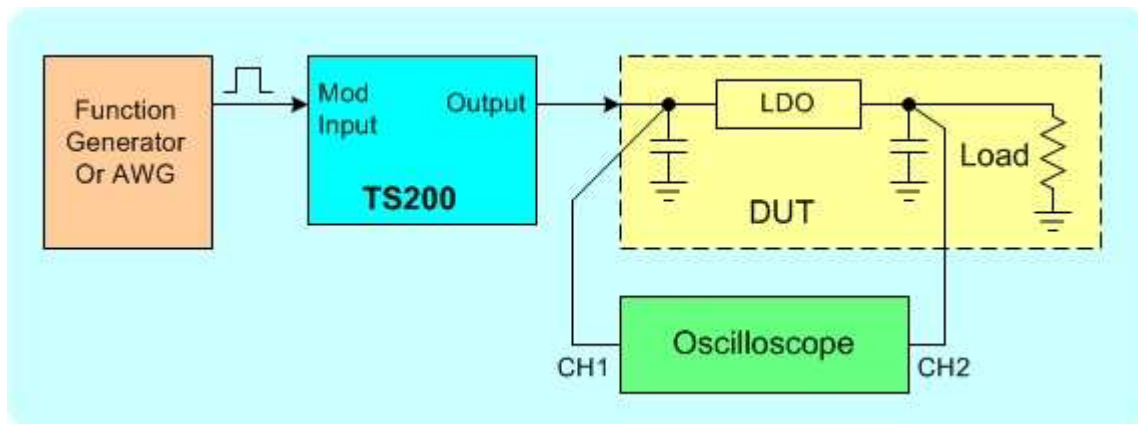 Function
Generator
Or AWG
Mod
Input
Output
TS200
LDO
Load
DUT
Oscilloscope
CH1
CH2